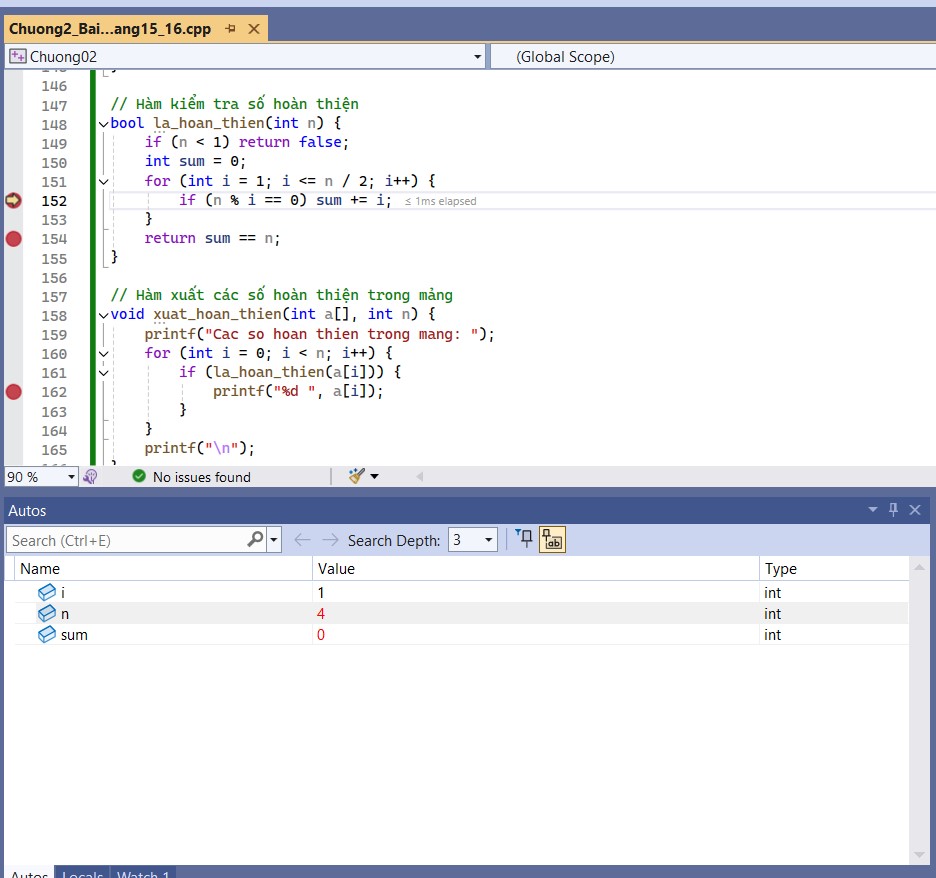 Chuong2_Bai...ang15_16.cpp
Chuong02 (Global Scope)
146
147 // Hàm kiểm tra số hoàn thiện
148 bool la_hoan_thien(int n) {
149 if (n < 1) return false;
150 int sum = 0;
151 for (int i = 1; i <= n / 2; i++) {
152 if (n % i == 0) sum += i; ≤ 1ms elapsed
153 }
154 return sum == n;
155 }
156
157 // Hàm xuất các số hoàn thiện trong mảng
158 void xuat_hoan_thien(int a[], int n) {
159 printf("Cac so hoan thien trong mang: ");
160 for (int i = 0; i < n; i++) {
161 if (la_hoan_thien(a[i])) {
162 printf("%d ", a[i]);
163 }
164 }
165 printf("\n");
90 % No issues found
Autos
Search (Ctrl+E) Search Depth: 3
Name Value Type
i 1 int
n 4 int
sum 0 int
Autos Locals Watch 1